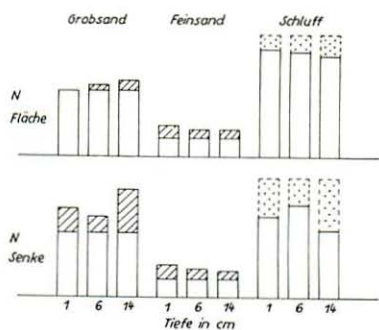 Grobsand Feinsand Schluff
N
Fläche
N
Senke
1 6 14 1 6 14 1 6 14
Tiefe in cm